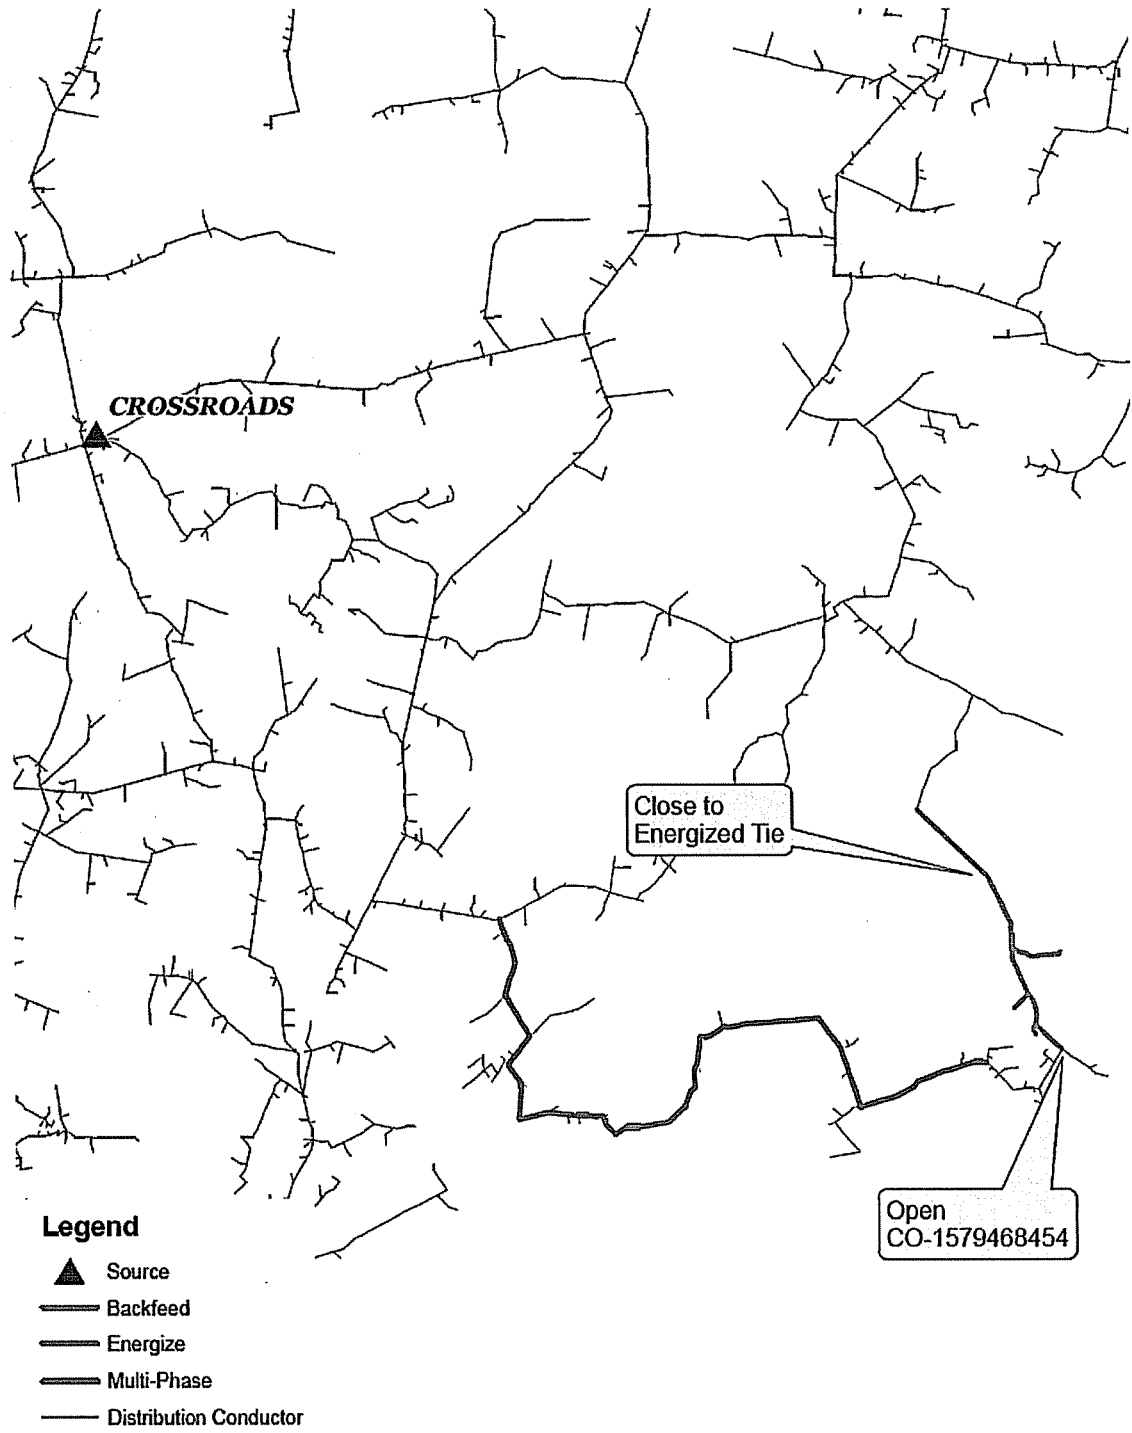 CROSSROADS
Close to
Energized Tie
Open
CO-1579468454
Legend
Source
Backfeed
Energize
Multi-Phase
Distribution Conductor